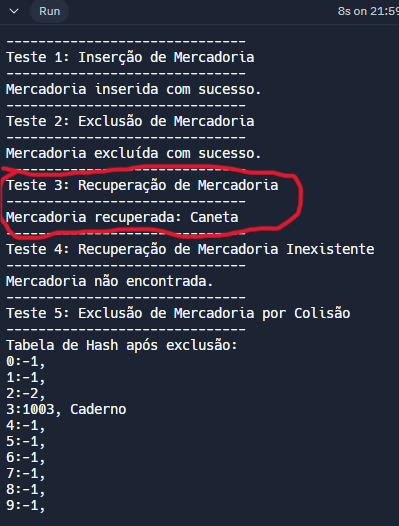 Run
8s on 21:59
------------------------------
Teste 1: Inserção de Mercadoria
------------------------------
Mercadoria inserida com sucesso.
------------------------------
Teste 2: Exclusão de Mercadoria
------------------------------
Mercadoria excluída com sucesso.
------------------------------
Teste 3: Recuperação de Mercadoria
------------------------------
Mercadoria recuperada: Caneta
------------------------------
Teste 4: Recuperação de Mercadoria Inexistente
------------------------------
Mercadoria não encontrada.
------------------------------
Teste 5: Exclusão de Mercadoria por Colisão
------------------------------
Tabela de Hash após exclusão:
0:-1,
1:-1,
2:-2,
3:1003, Caderno
4:-1,
5:-1,
6:-1,
7:-1,
8:-1,
9:-1,